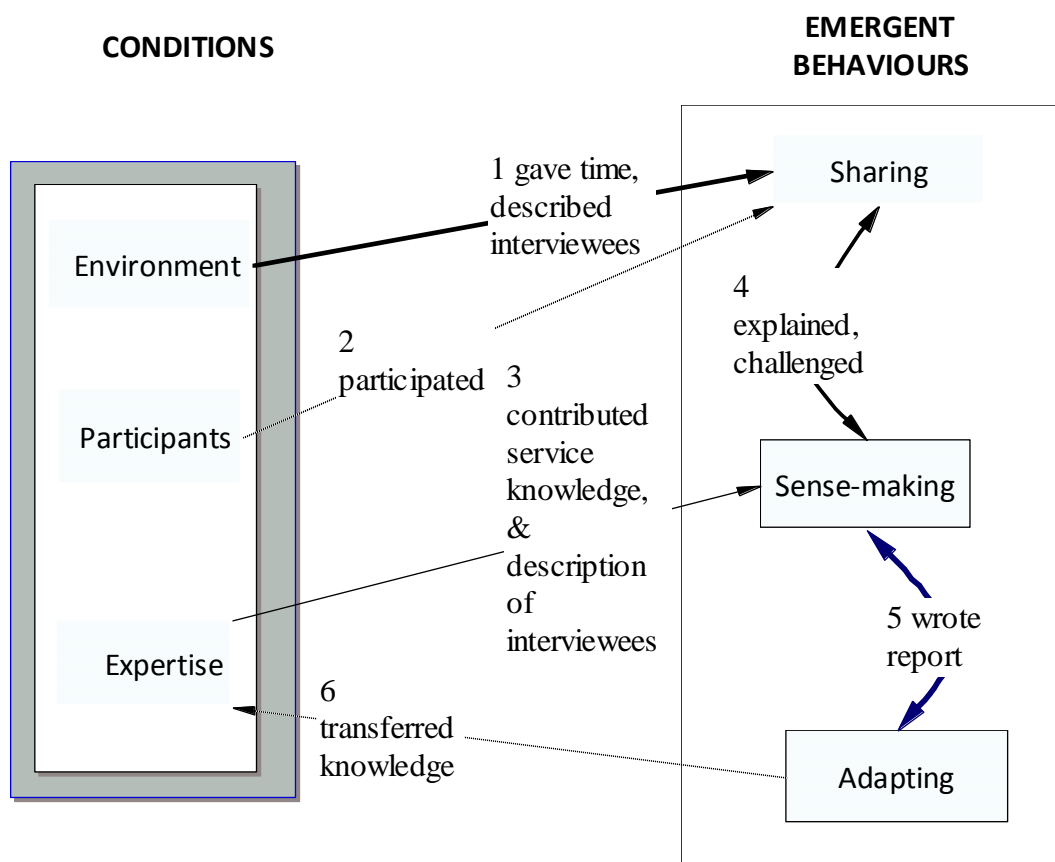 CONDITIONS
EMERGENT
BEHAVIOURS
Environment
Participants
Expertise
1 gave time,
described
interviewees
2
participated
3
contributed
service
knowledge,
&
description
of
interviewees
6
transferred
knowledge
Sharing
4
explained,
challenged
Sense-making
5 wrote
report
Adapting